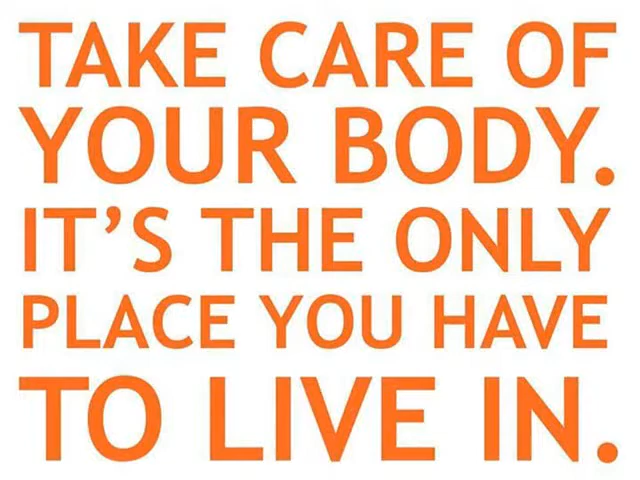 TAKE CARE OF
YOUR BODY.
IT’S THE ONLY
PLACE YOU HAVE
TO LIVE IN.